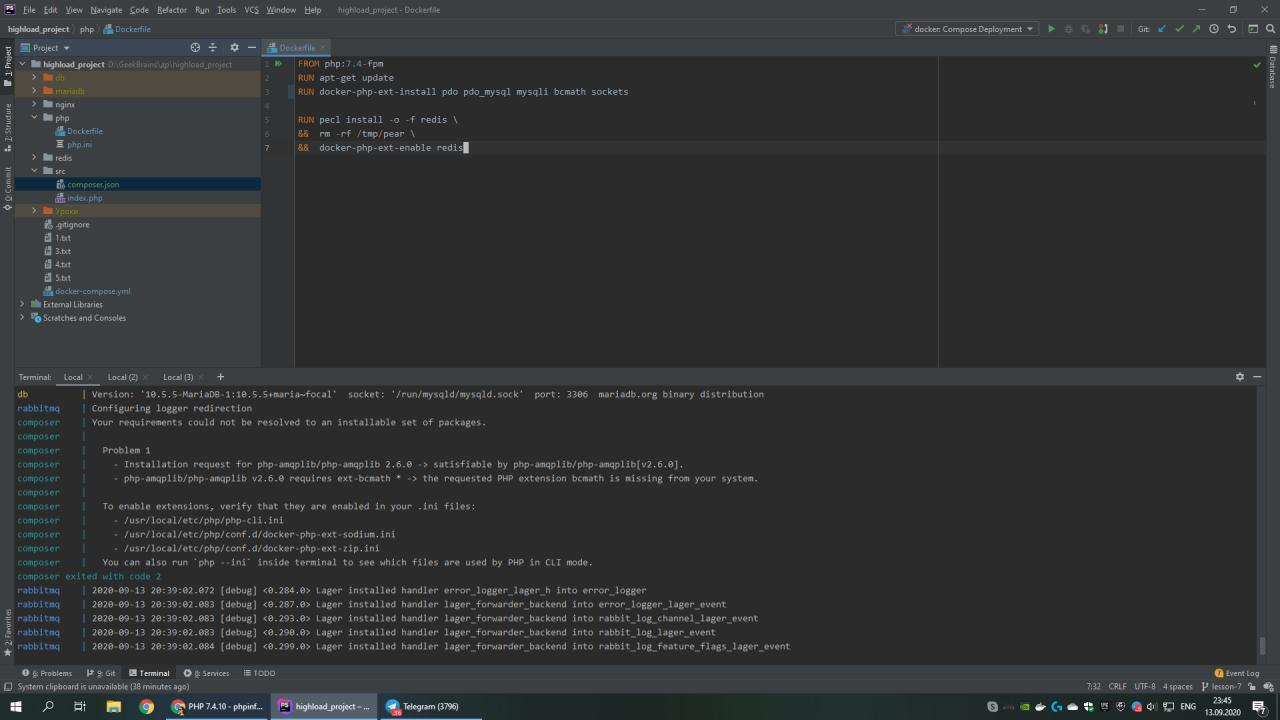 PS File Edit View Navigate Code Refactor Run Tools VCS Window Help highload_project - Dockerfile
highload_project php Dockerfile docker: Compose Deployment Git:
Project Dockerfile
highload_project D:\GeekBrains\др\highload_project
db
mariadb
nginx
php
Dockerfile
php.ini
redis
src
composer.json
index.php
Уроки
.gitignore
1.txt
3.txt
4.txt
5.txt
docker-compose.yml
External Libraries
Scratches and Consoles
1: Project
7: Structure
0: Commit
2: Favorites
Database
1 FROM php:7.4-fpm
2 RUN apt-get update
3 RUN docker-php-ext-install pdo pdo_mysql mysqli bcmath sockets
4
5 RUN pecl install -o -f redis \
6 && rm -rf /tmp/pear \
7 && docker-php-ext-enable redis
Terminal: Local Local (2) Local (3) +
db | Version: '10.5.5-MariaDB-1:10.5.5+maria~focal' socket: '/run/mysqld/mysqld.sock' port: 3306 mariadb.org binary distribution
rabbitmq | Configuring logger redirection
composer | Your requirements could not be resolved to an installable set of packages.
composer |
composer | Problem 1
composer | - Installation request for php-amqplib/php-amqplib 2.6.0 -> satisfiable by php-amqplib/php-amqplib[v2.6.0].
composer | - php-amqplib/php-amqplib v2.6.0 requires ext-bcmath * -> the requested PHP extension bcmath is missing from your system.
composer |
composer | To enable extensions, verify that they are enabled in your .ini files:
composer | - /usr/local/etc/php/php-cli.ini
composer | - /usr/local/etc/php/conf.d/docker-php-ext-sodium.ini
composer | - /usr/local/etc/php/conf.d/docker-php-ext-zip.ini
composer | You can also run `php --ini` inside terminal to see which files are used by PHP in CLI mode.
composer exited with code 2
rabbitmq | 2020-09-13 20:39:02.072 [debug] <0.284.0> Lager installed handler error_logger_lager_h into error_logger
rabbitmq | 2020-09-13 20:39:02.083 [debug] <0.287.0> Lager installed handler lager_forwarder_backend into error_logger_lager_event
rabbitmq | 2020-09-13 20:39:02.083 [debug] <0.293.0> Lager installed handler lager_forwarder_backend into rabbit_log_channel_lager_event
rabbitmq | 2020-09-13 20:39:02.083 [debug] <0.290.0> Lager installed handler lager_forwarder_backend into rabbit_log_lager_event
rabbitmq | 2020-09-13 20:39:02.084 [debug] <0.299.0> Lager installed handler lager_forwarder_backend into rabbit_log_feature_flags_lager_event
6: Problems 9: Git Terminal 8: Services TODO Event Log
System clipboard is unavailable (38 minutes ago) 7:32 CRLF UTF-8 4 spaces lesson-7
PHP 7.4.10 - phpinf... highload_project – ... Telegram (3796) 23:45
13.09.2020